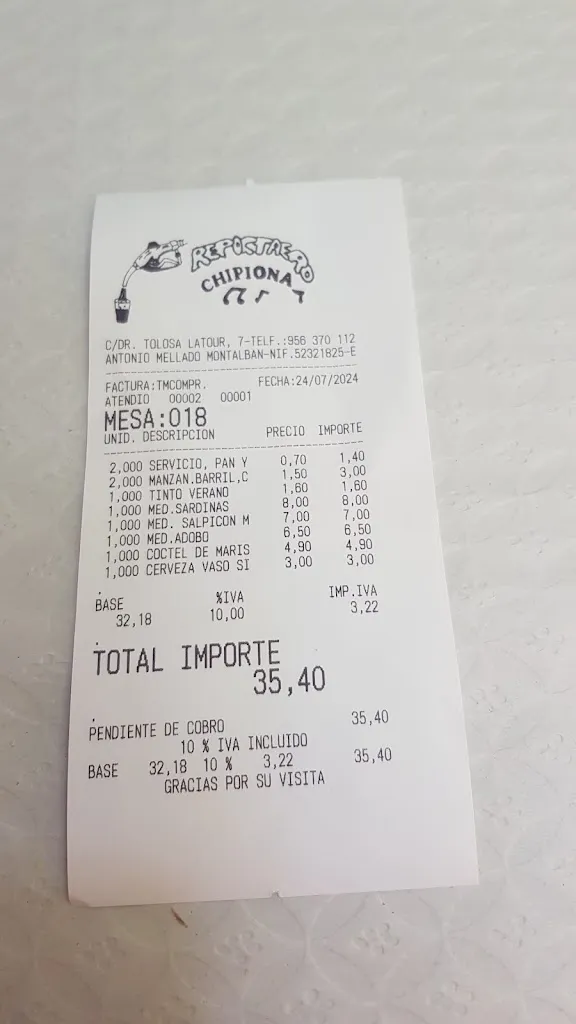 REPOSTAERO
CHIPIONA
C/DR. TOLOSA LATOUR, 7-TELF.:956 370 112
ANTONIO MELLADO MONTALBAN-NIF.52321825-E
FACTURA:TMCOMPR. FECHA:24/07/2024
ATENDIO 00002 00001
MESA:018
UNID. DESCRIPCION PRECIO IMPORTE
2,000 SERVICIO, PAN Y 0,70 1,40
2,000 MANZAN.BARRIL,C 1,50 3,00
1,000 TINTO VERANO 1,60 1,60
1,000 MED.SARDINAS 8,00 8,00
1,000 MED. SALPICON M 7,00 7,00
1,000 MED.ADOBO 6,50 6,50
1,000 COCTEL DE MARIS 4,90 4,90
1,000 CERVEZA VASO SI 3,00 3,00
BASE %IVA IMP.IVA
32,18 10,00 3,22
TOTAL IMPORTE
35,40
PENDIENTE DE COBRO 35,40
10 % IVA INCLUIDO
BASE 32,18 10 % 3,22 35,40
GRACIAS POR SU VISITA